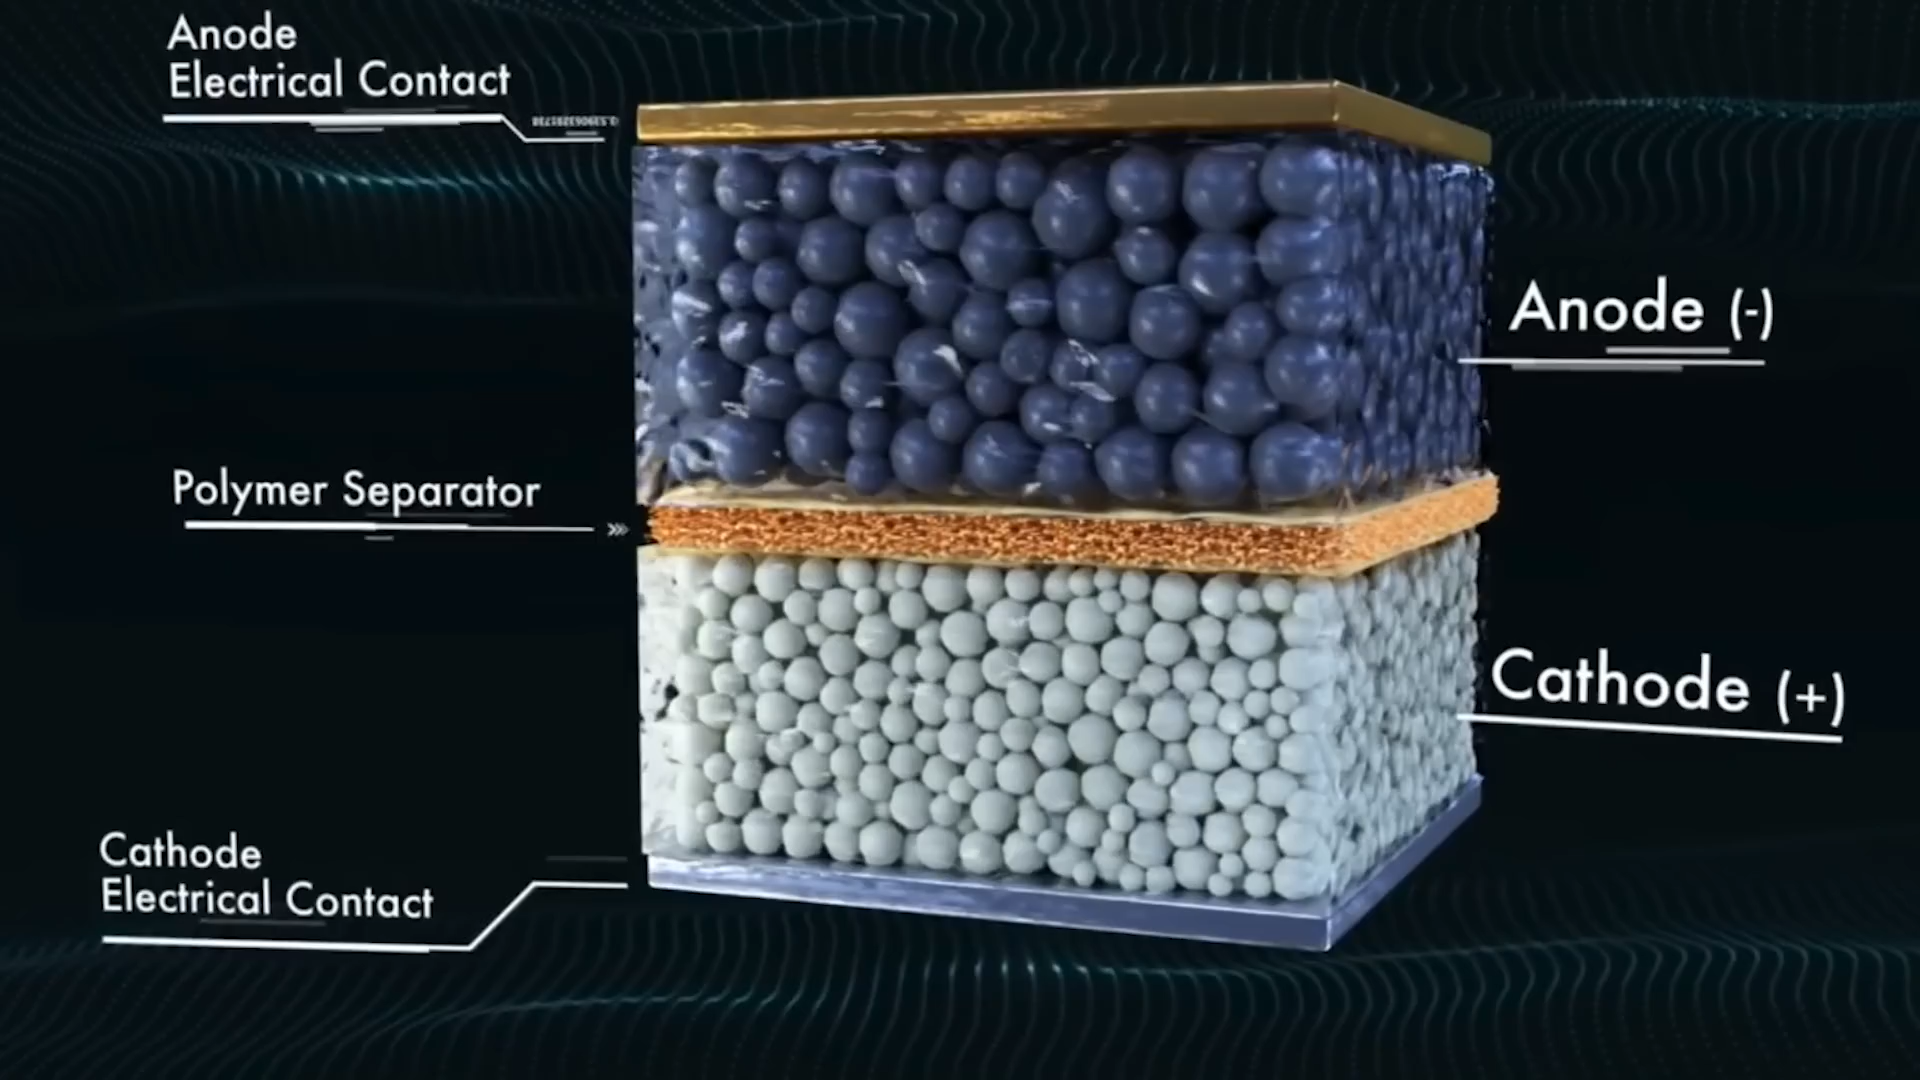 Anode
Electrical Contact
Anode (-)
Polymer Separator
Cathode (+)
Cathode
Electrical Contact